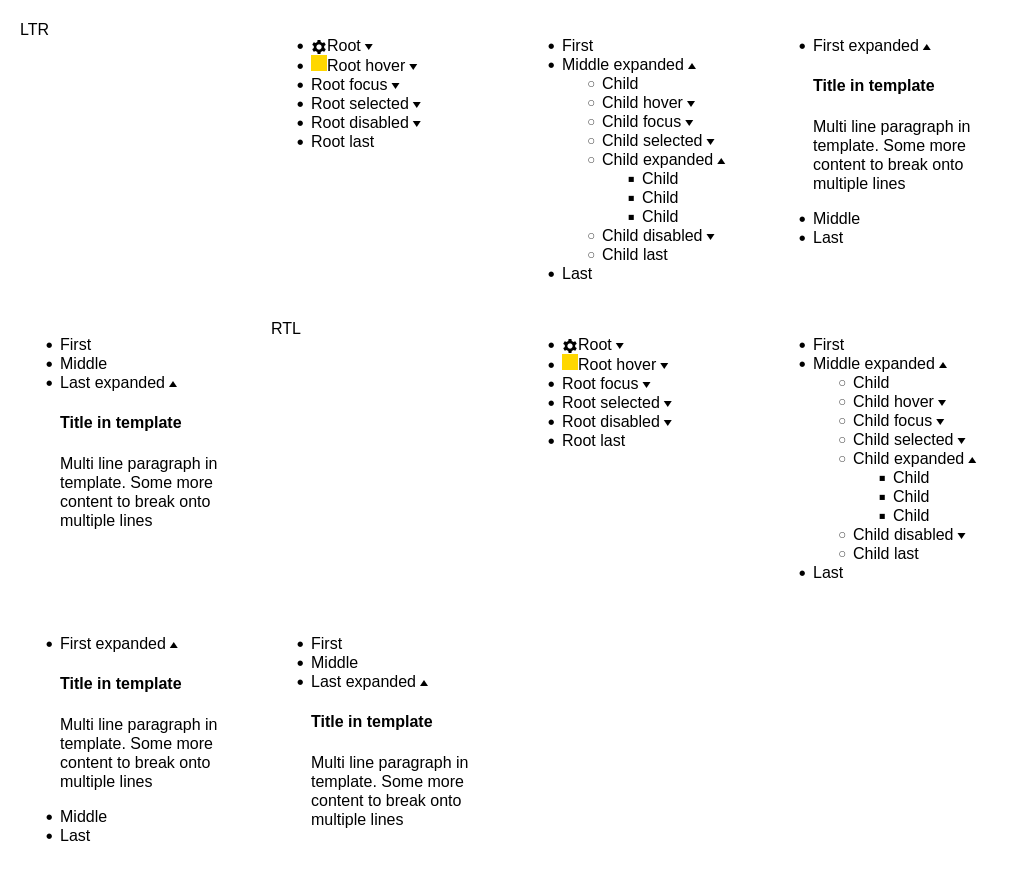 LTR
Root
Root hover
Root focus
Root selected
Root disabled
Root last
First
Middle expanded
Child
Child hover
Child focus
Child selected
Child expanded
Child
Child
Child
Child disabled
Child last
Last
First expanded
Title in template
Multi line paragraph in
template. Some more
content to break onto
multiple lines
Middle
Last
First
Middle
Last expanded
Title in template
Multi line paragraph in
template. Some more
content to break onto
multiple lines
RTL
Root
Root hover
Root focus
Root selected
Root disabled
Root last
First
Middle expanded
Child
Child hover
Child focus
Child selected
Child expanded
Child
Child
Child
Child disabled
Child last
Last
First expanded
Title in template
Multi line paragraph in
template. Some more
content to break onto
multiple lines
Middle
Last
First
Middle
Last expanded
Title in template
Multi line paragraph in
template. Some more
content to break onto
multiple lines